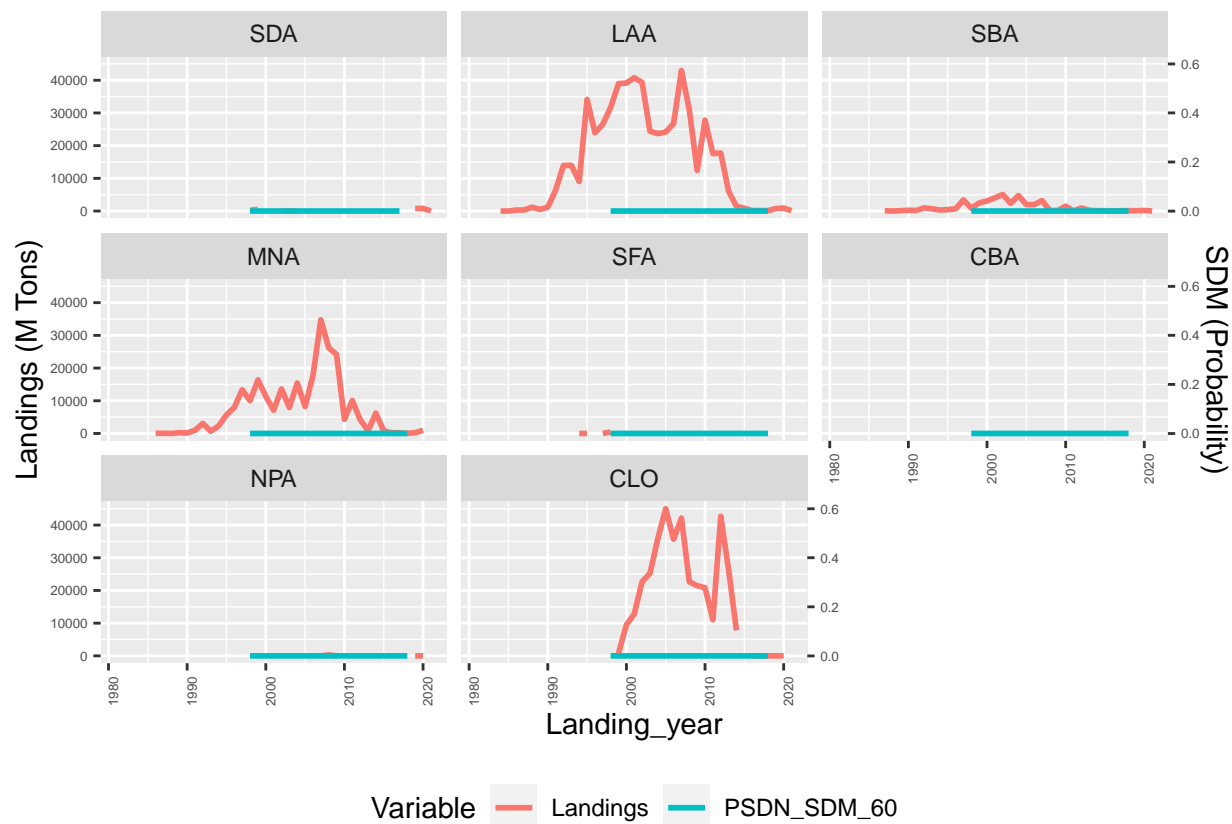 SDA LAA SBA
40000
30000
20000
10000
0
0.6
0.4
0.2
0.0
MNA SFA CBA
40000
30000
20000
10000
0
0.6
0.4
0.2
0.0
1980 1990 2000 2010 2020
NPA CLO
40000
30000
20000
10000
0
0.6
0.4
0.2
0.0
1980 1990 2000 2010 2020
1980 1990 2000 2010 2020
Landings (M Tons)
SDM (Probability)
Landing_year
Variable Landings PSDN_SDM_60